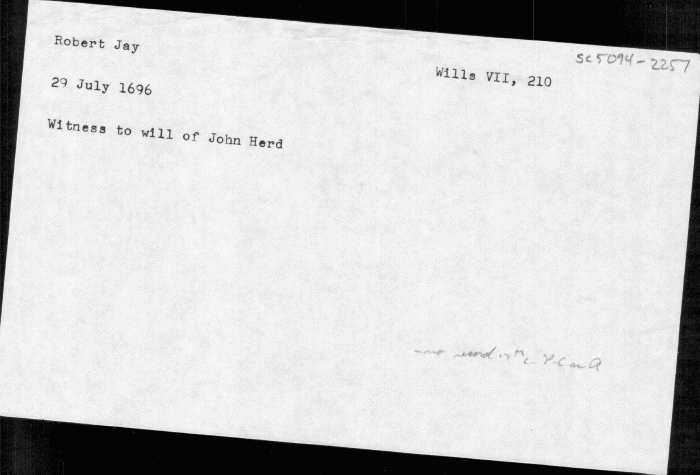 SC5094-2257
Robert Jay
Wills VII, 210
29 July 1696
Witness to will of John Herd